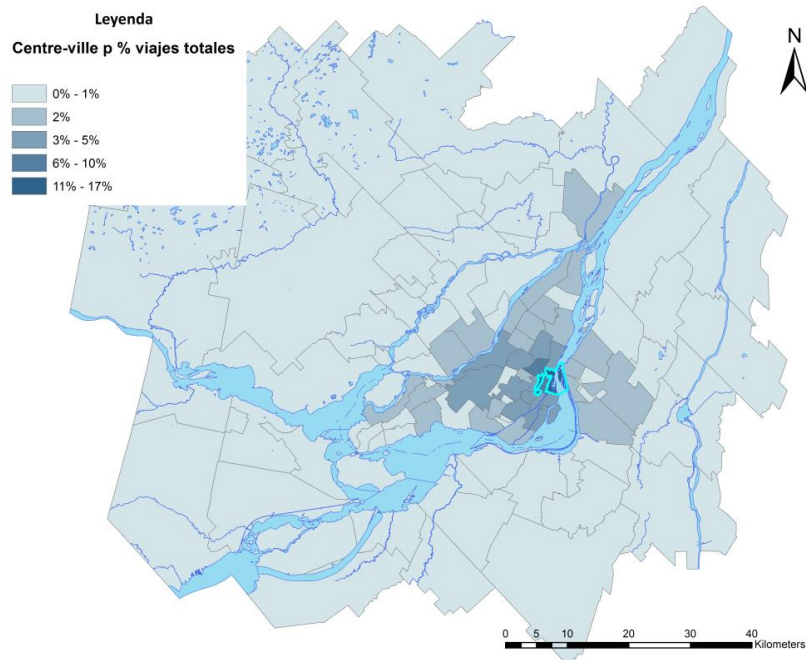 Leyenda
Centre-ville p % viajes totales
0% - 1%
2%
3% - 5%
6% - 10%
11% - 17%
N
0 5 10 20 30 40
Kilometers